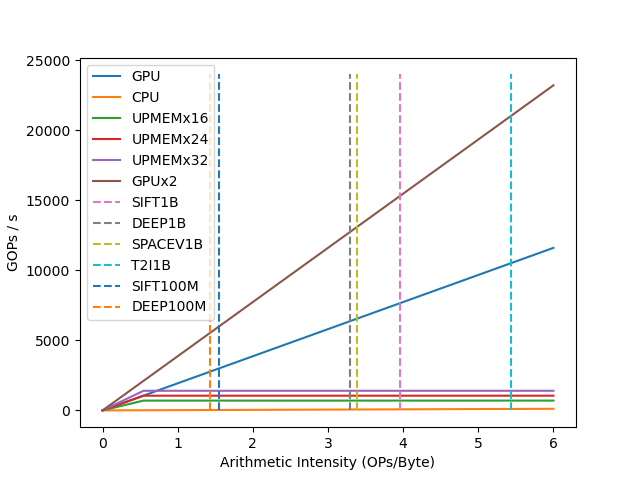 25000
20000
15000
10000
5000
0
GOPs / s
GPU
CPU
UPMEMx16
UPMEMx24
UPMEMx32
GPUx2
SIFT1B
DEEP1B
SPACEV1B
T2I1B
SIFT100M
DEEP100M
0 1 2 3 4 5 6
Arithmetic Intensity (OPs/Byte)